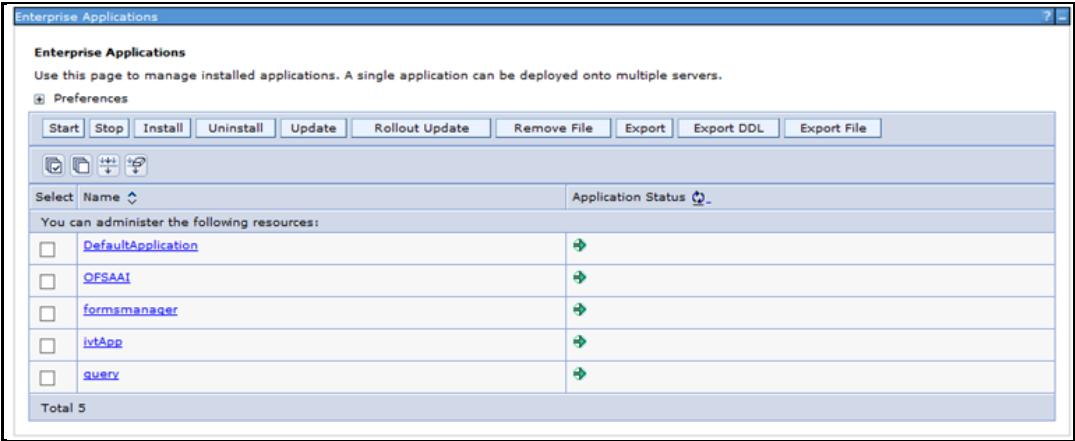 Enterprise Applications ? –
Enterprise Applications
Use this page to manage installed applications. A single application can be deployed onto multiple servers.
+ Preferences
Start Stop Install Uninstall Update Rollout Update Remove File Export Export DDL Export File
Select Name Application Status
You can administer the following resources:
DefaultApplication
OFSAAI
formsmanager
ivtApp
query
Total 5